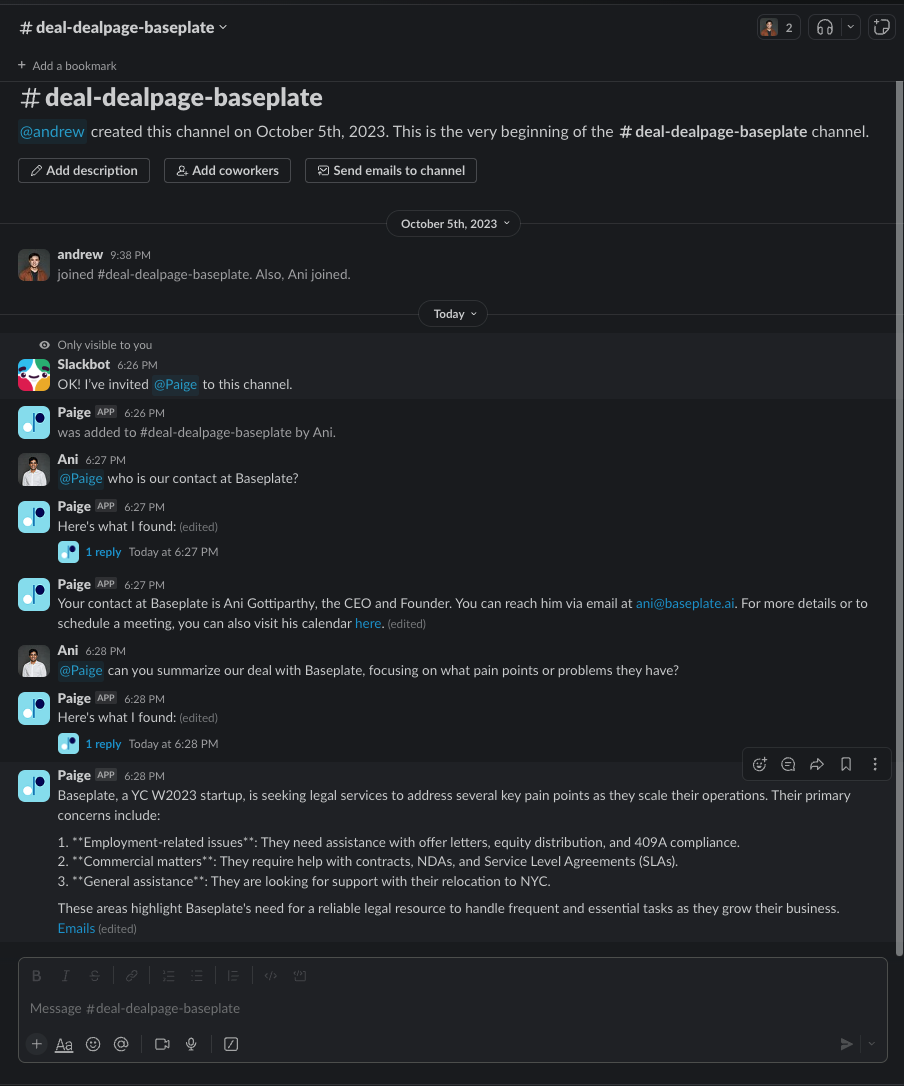 # deal-dealpage-baseplate
2
+ Add a bookmark
# deal-dealpage-baseplate
@andrew created this channel on October 5th, 2023. This is the very beginning of the # deal-dealpage-baseplate channel.
Add description
Add coworkers
Send emails to channel
October 5th, 2023
andrew 9:38 PM
joined #deal-dealpage-baseplate. Also, Ani joined.
Today
Only visible to you
Slackbot 6:26 PM
OK! I've invited @Paige to this channel.
Paige APP 6:26 PM
was added to #deal-dealpage-baseplate by Ani.
Ani 6:27 PM
@Paige who is our contact at Baseplate?
Paige APP 6:27 PM
Here's what I found: (edited)
1 reply Today at 6:27 PM
Paige APP 6:27 PM
Your contact at Baseplate is Ani Gottiparthy, the CEO and Founder. You can reach him via email at ani@baseplate.ai. For more details or to
schedule a meeting, you can also visit his calendar here. (edited)
Ani 6:28 PM
@Paige can you summarize our deal with Baseplate, focusing on what pain points or problems they have?
Paige APP 6:28 PM
Here's what I found: (edited)
1 reply Today at 6:28 PM
Paige APP 6:28 PM
Baseplate, a YC W2023 startup, is seeking legal services to address several key pain points as they scale their operations. Their primary
concerns include:
1. **Employment-related issues**: They need assistance with offer letters, equity distribution, and 409A compliance.
2. **Commercial matters**: They require help with contracts, NDAs, and Service Level Agreements (SLAs).
3. **General assistance**: They are looking for support with their relocation to NYC.
These areas highlight Baseplate's need for a reliable legal resource to handle frequent and essential tasks as they grow their business.
Emails (edited)
B I S
Message #deal-dealpage-baseplate
+ Aa @